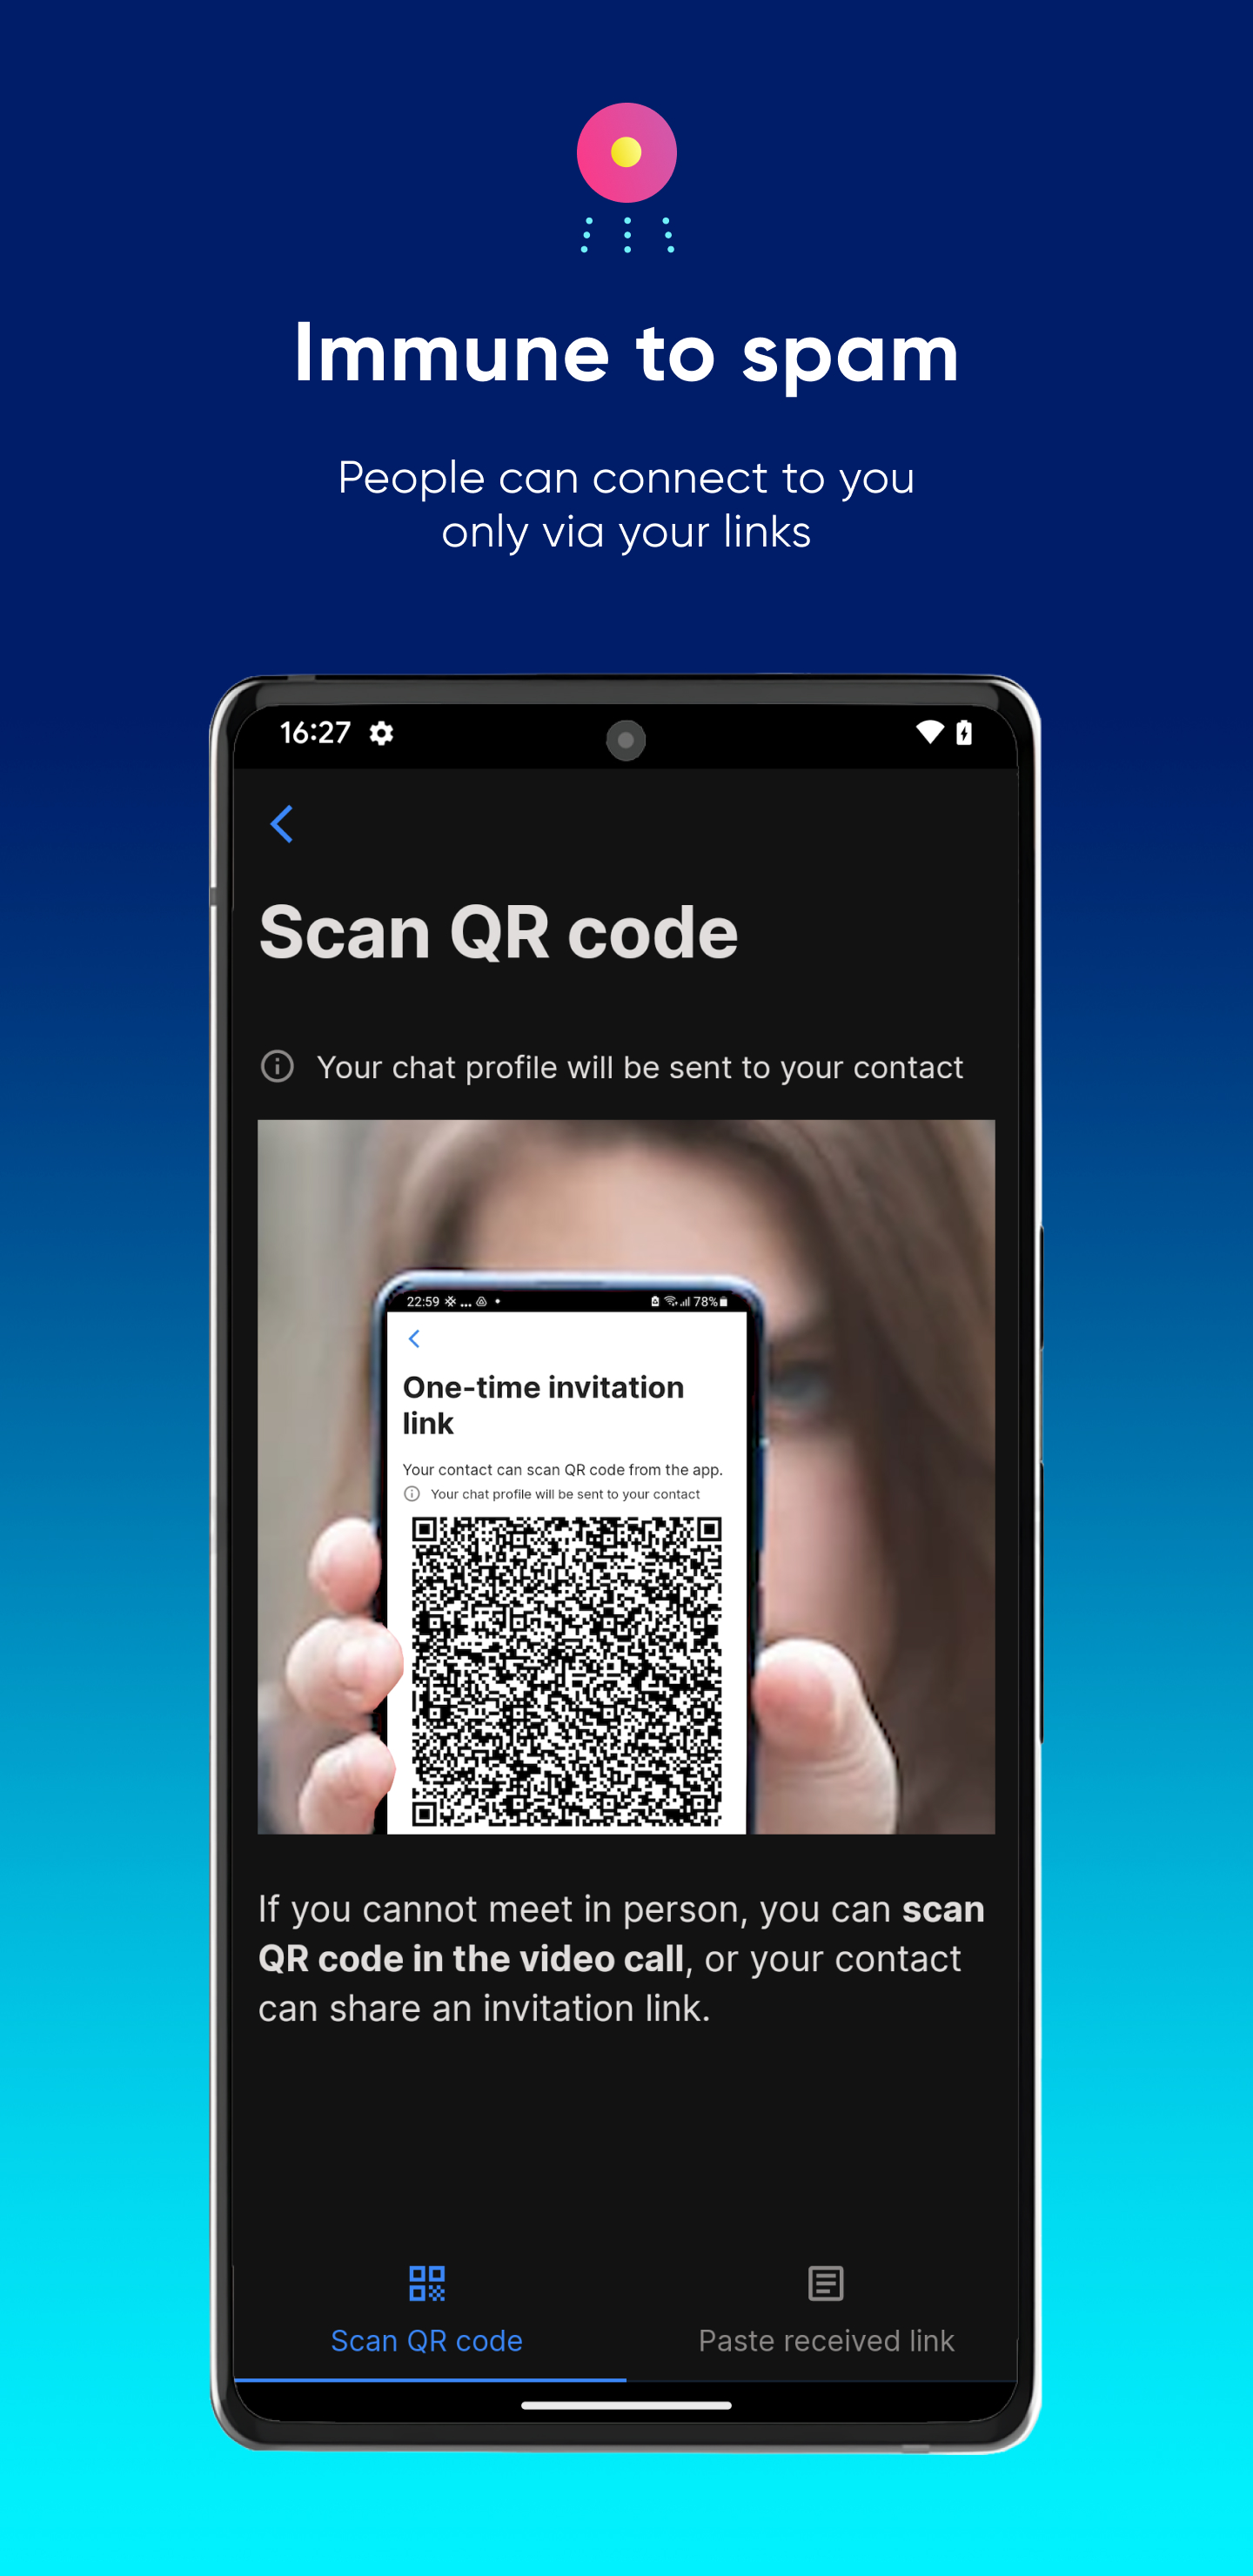 Immune to spam
People can connect to you
only via your links
16:27
Scan QR code
Your chat profile will be sent to your contact
22:59 78%
One-time invitation
link
Your contact can scan QR code from the app.
Your chat profile will be sent to your contact
If you cannot meet in person, you can scan
QR code in the video call, or your contact
can share an invitation link.
Scan QR code
Paste received link